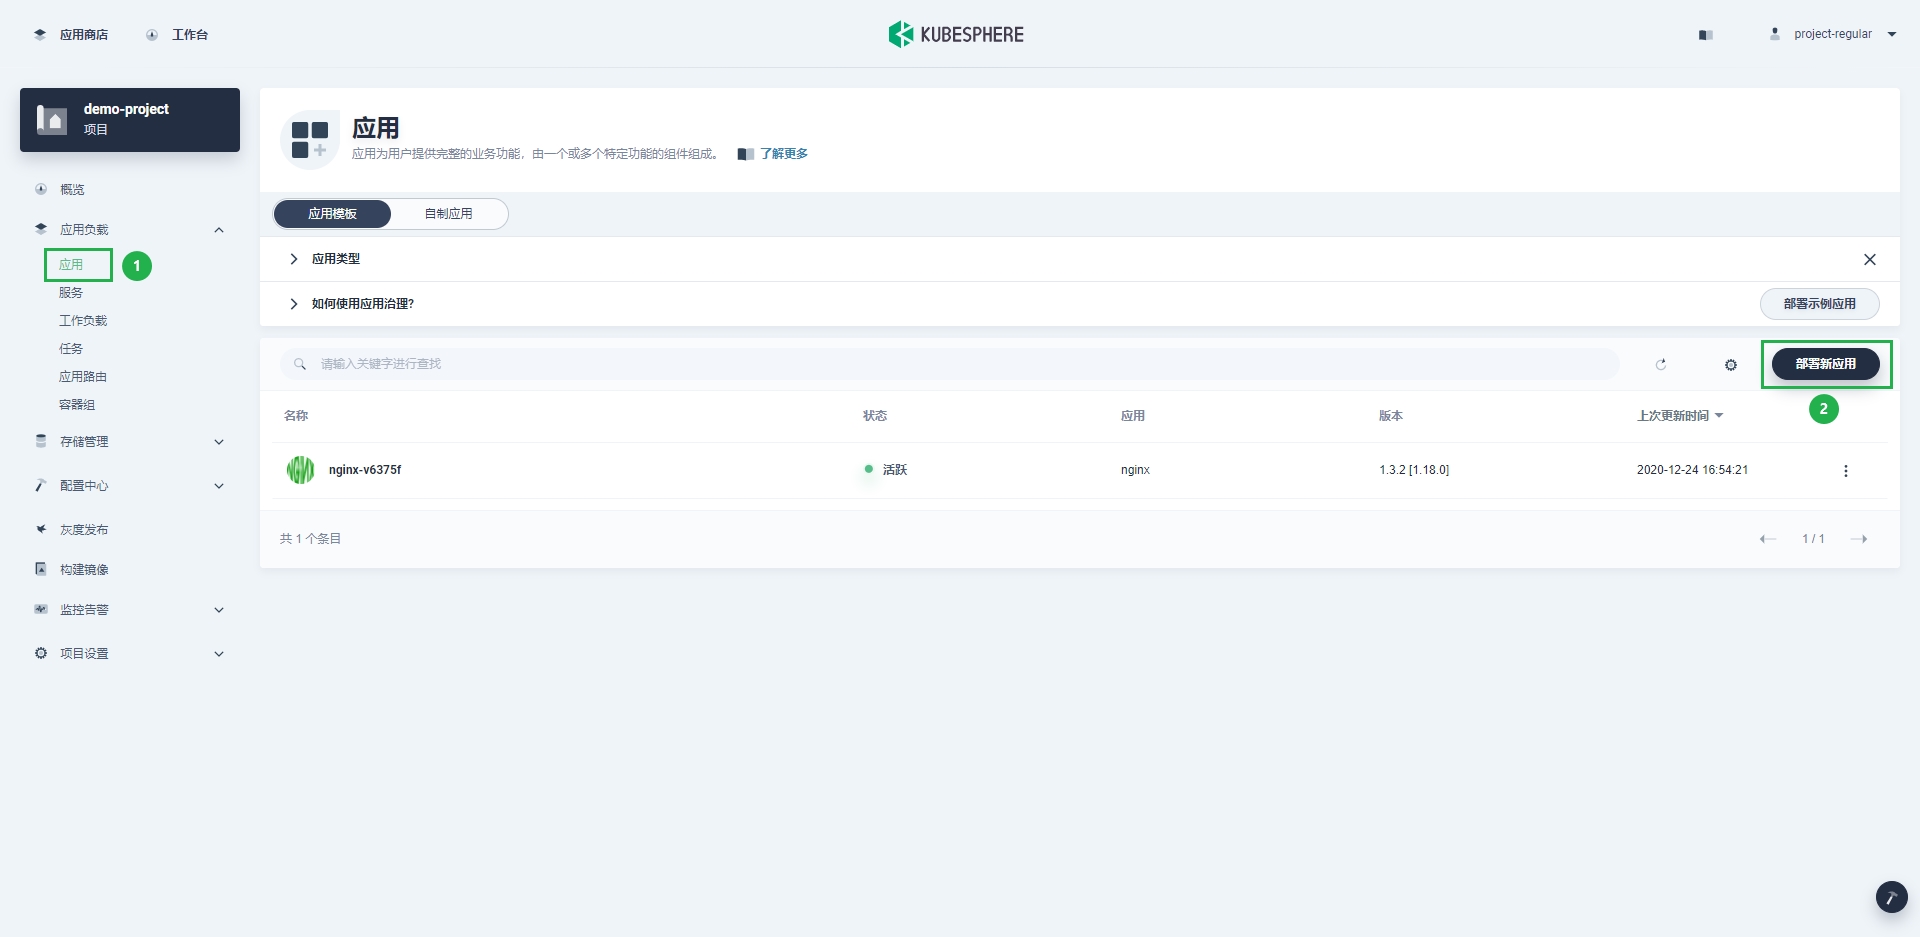 应用商店
工作台
KUBESPHERE
project-regular
demo-project
项目
概览
应用负载
应用
1
服务
工作负载
任务
应用路由
容器组
存储管理
配置中心
灰度发布
构建镜像
监控告警
项目设置
应用
应用为用户提供完整的业务功能，由一个或多个特定功能的组件组成。 了解更多
应用模板
自制应用
应用类型
如何使用应用治理?
部署示例应用
请输入关键字进行查找
部署新应用
2
名称 状态 应用 版本 上次更新时间
nginx-v6375f 活跃 nginx 1.3.2 [1.18.0] 2020-12-24 16:54:21
共 1 个条目
1 / 1